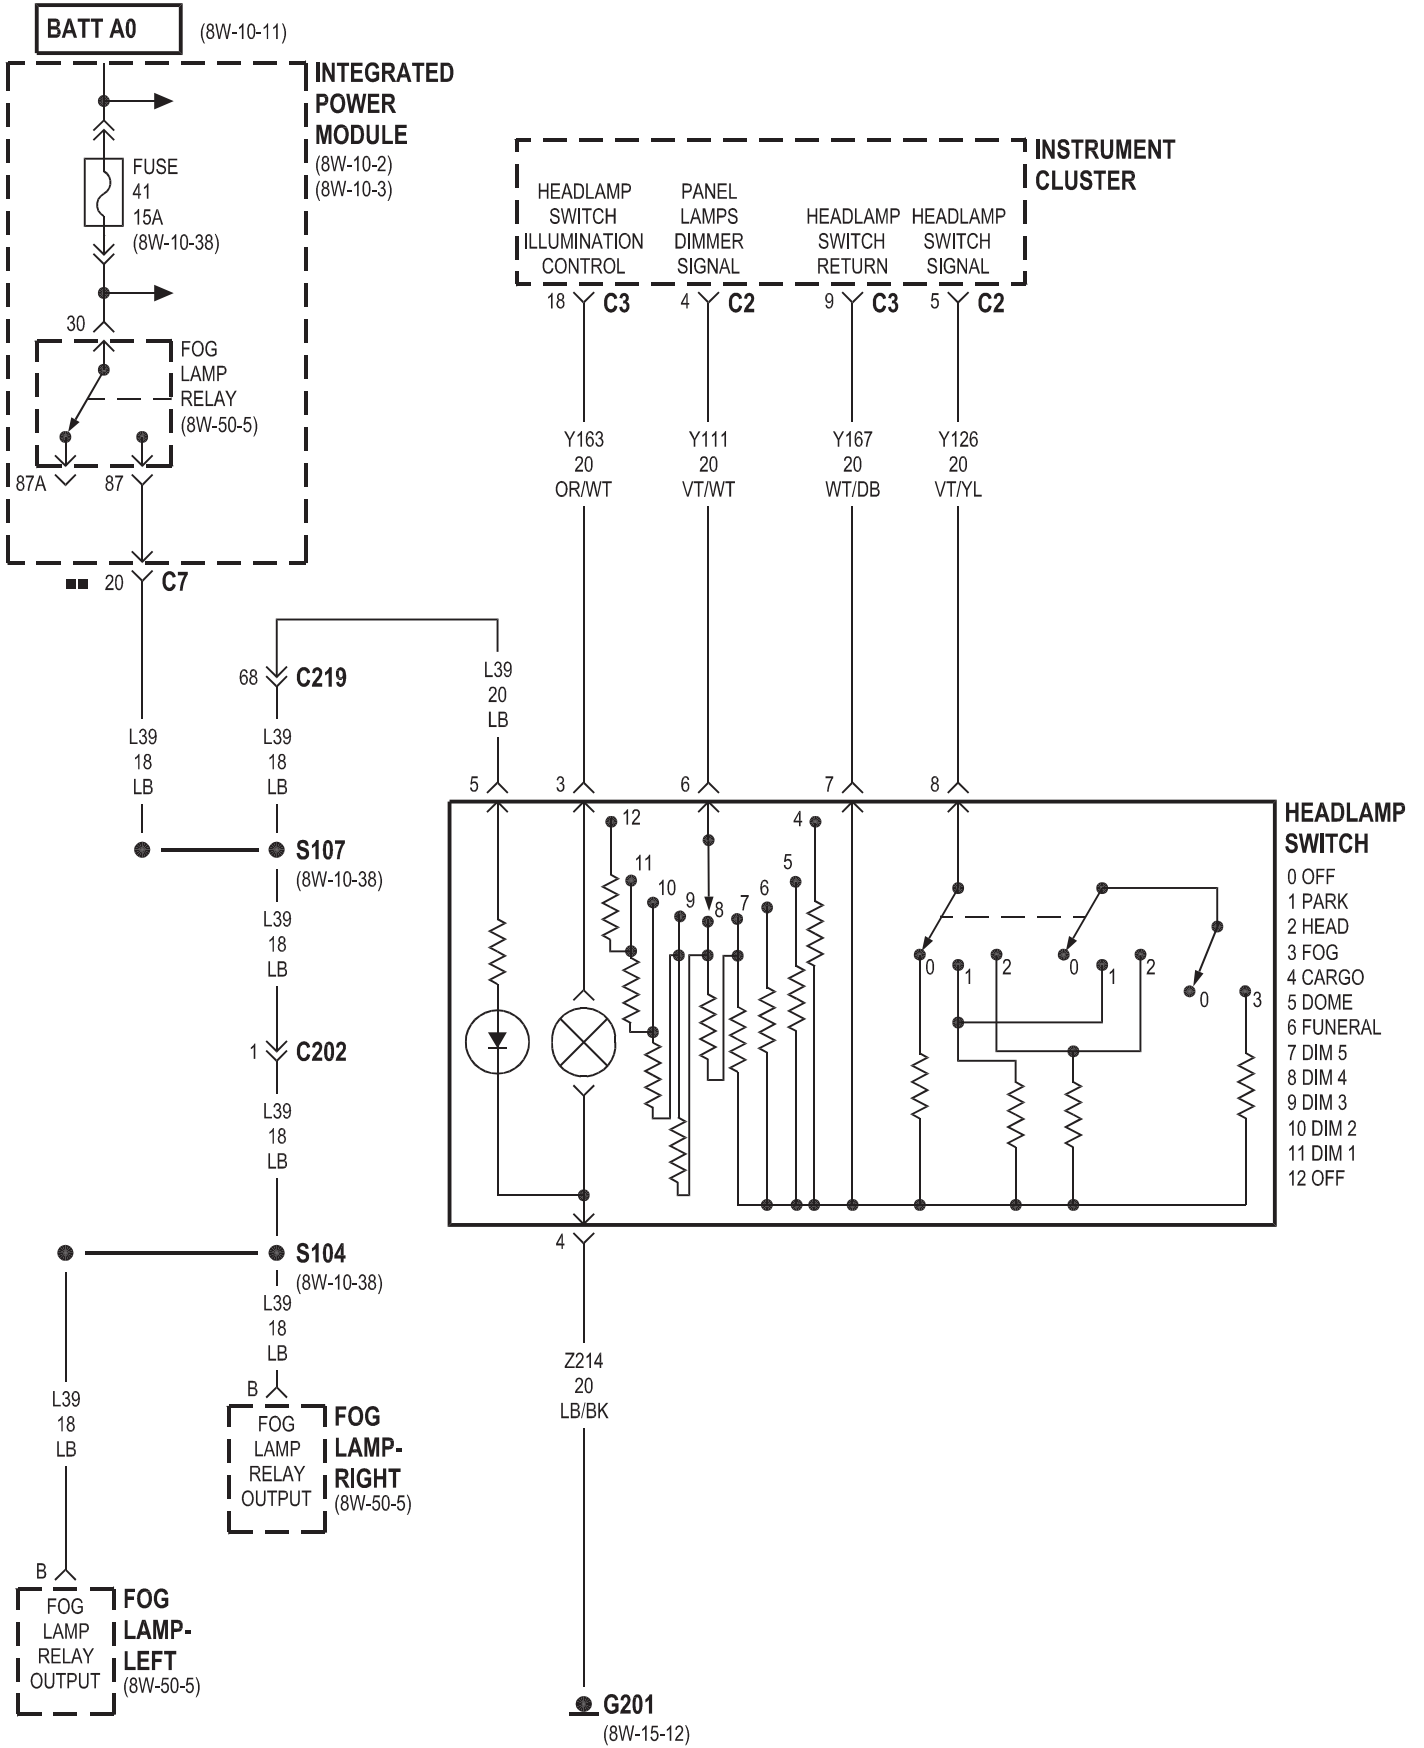 BATT A0
(8W-10-11)
INTEGRATED
POWER
MODULE
(8W-10-2)
(8W-10-3)
FUSE
41
15A
(8W-10-38)
30
FOG
LAMP
RELAY
(8W-50-5)
87A
87
20
C7
INSTRUMENT
CLUSTER
HEADLAMP
SWITCH
ILLUMINATION
CONTROL
PANEL
LAMPS
DIMMER
SIGNAL
HEADLAMP
SWITCH
RETURN
HEADLAMP
SWITCH
SIGNAL
18
C3
4
C2
9
C3
5
C2
Y163
20
OR/WT
Y111
20
VT/WT
Y167
20
WT/DB
Y126
20
VT/YL
68
C219
L39
20
LB
L39
18
LB
L39
18
LB
5
3
6
7
8
HEADLAMP
SWITCH
0 OFF
1 PARK
2 HEAD
3 FOG
4 CARGO
5 DOME
6 FUNERAL
7 DIM 5
8 DIM 4
9 DIM 3
10 DIM 2
11 DIM 1
12 OFF
12
11
10
9
8
7
6
5
4
0
1
2
0
1
2
0
3
S107
(8W-10-38)
L39
18
LB
1
C202
L39
18
LB
S104
(8W-10-38)
L39
18
LB
4
Z214
20
LB/BK
L39
18
LB
B
FOG
LAMP
RELAY
OUTPUT
FOG
LAMP-
RIGHT
(8W-50-5)
B
FOG
LAMP
RELAY
OUTPUT
FOG
LAMP-
LEFT
(8W-50-5)
G201
(8W-15-12)